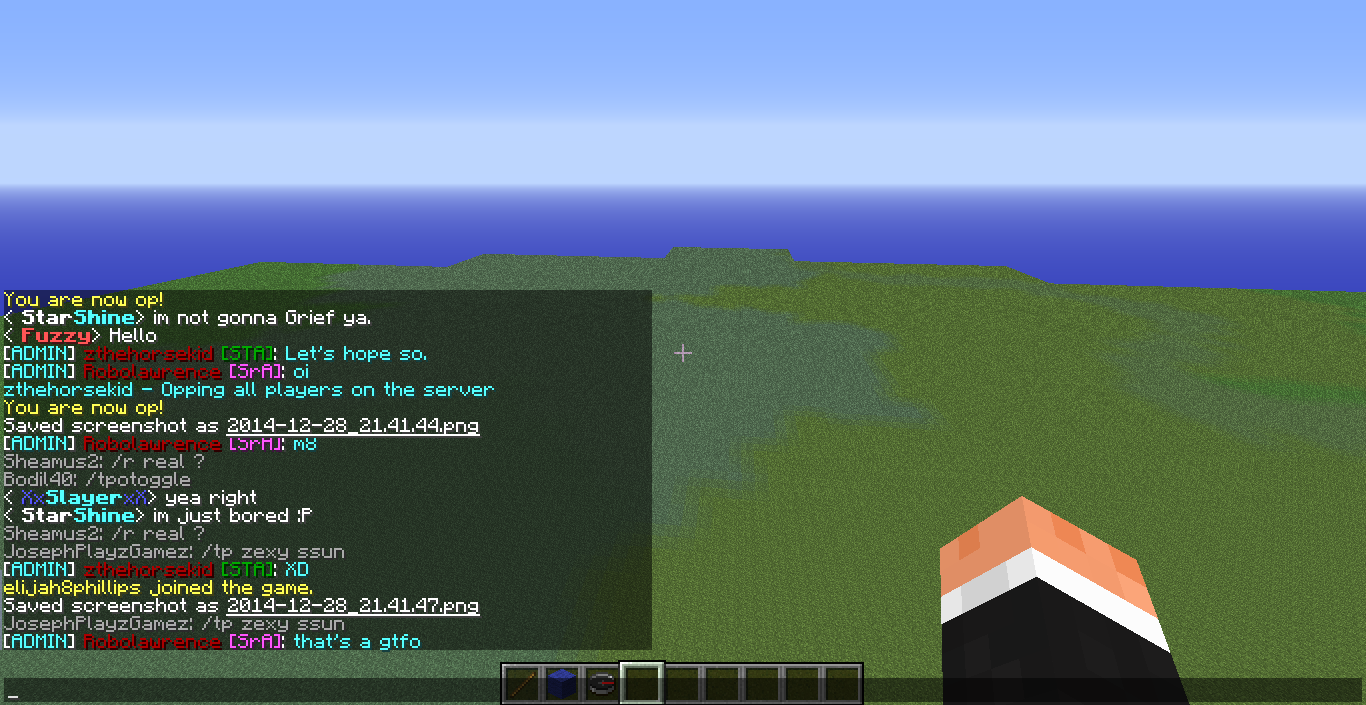 You are now op!
< StarShine> im not gonna Grief ya.
< Fuzzy> Hello
[ADMIN] zthehorsekid [STA]: Let's hope so.
[ADMIN] Robolawrence [SrA]: oi
zthehorsekid - Opping all players on the server
You are now op!
Saved screenshot as 2014-12-28_21.41.44.png
[ADMIN] Robolawrence [SrA]: m8
Sheamus2: /r real ?
Bodil40: /tpotoggle
< XxSlayerxX> yea right
< StarShine> im just bored :P
Sheamus2: /r real ?
JosephPlayzGamez: /tp zexy_ssun
[ADMIN] zthehorsekid [STA]: XD
elijah8phillips joined the game.
Saved screenshot as 2014-12-28_21.41.47.png
JosephPlayzGamez: /tp zexy_ssun
[ADMIN] Robolawrence [SrA]: that's a gtfo
_